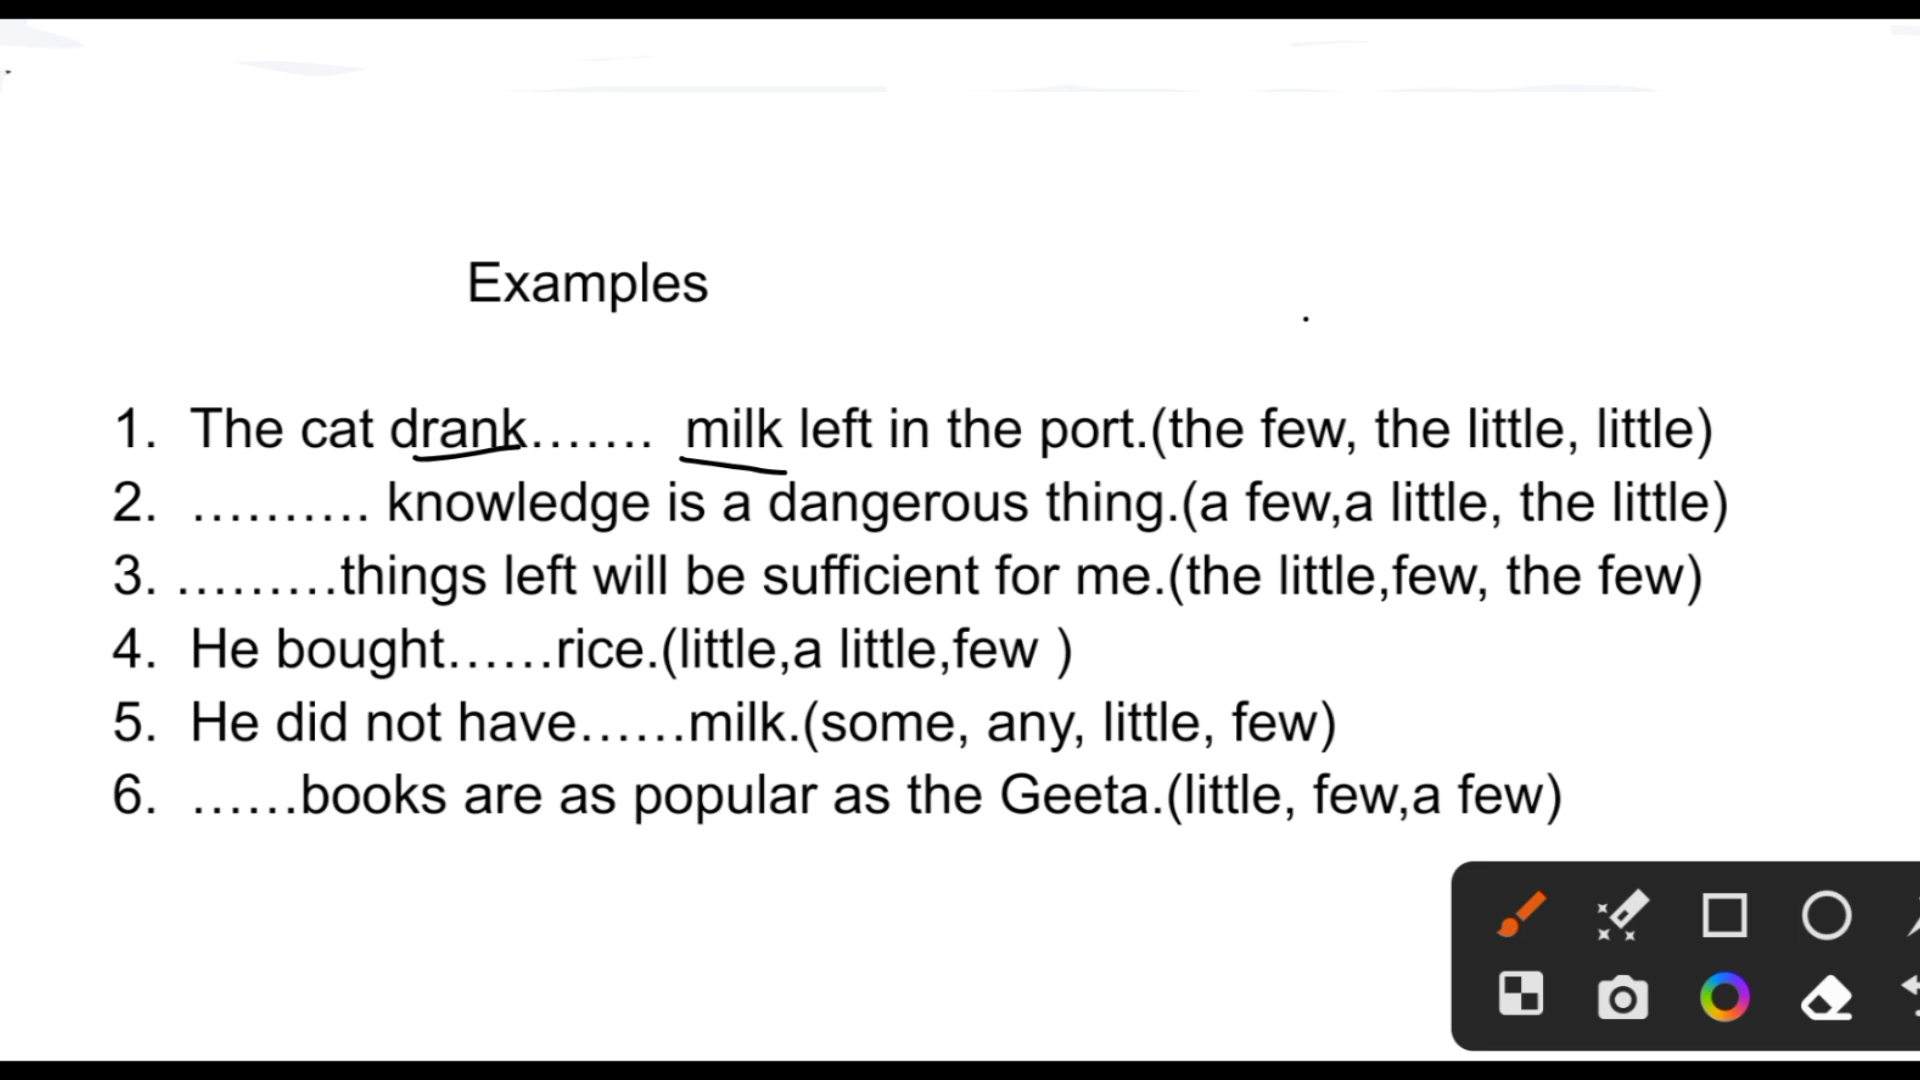 Examples
1. The cat drank....... milk left in the port.(the few, the little, little)
2. .......... knowledge is a dangerous thing.(a few,a little, the little)
3. .........things left will be sufficient for me.(the little,few, the few)
4. He bought......rice.(little,a little,few )
5. He did not have......milk.(some, any, little, few)
6. ......books are as popular as the Geeta.(little, few,a few)